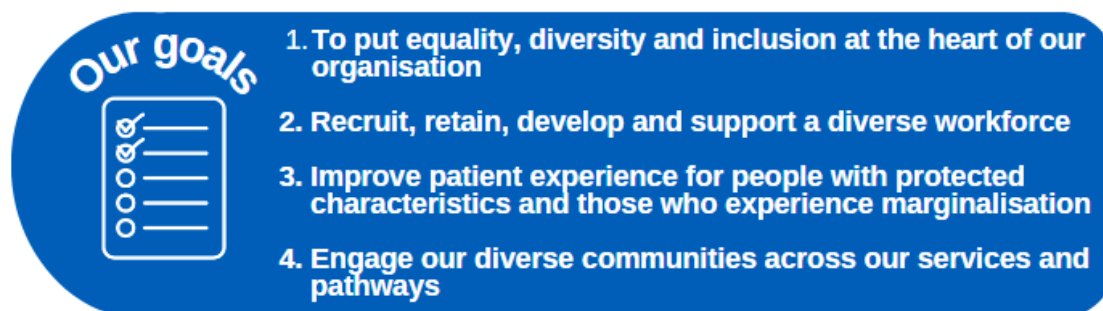 Our goals
1. To put equality, diversity and inclusion at the heart of our
organisation
2. Recruit, retain, develop and support a diverse workforce
3. Improve patient experience for people with protected
characteristics and those who experience marginalisation
4. Engage our diverse communities across our services and
pathways